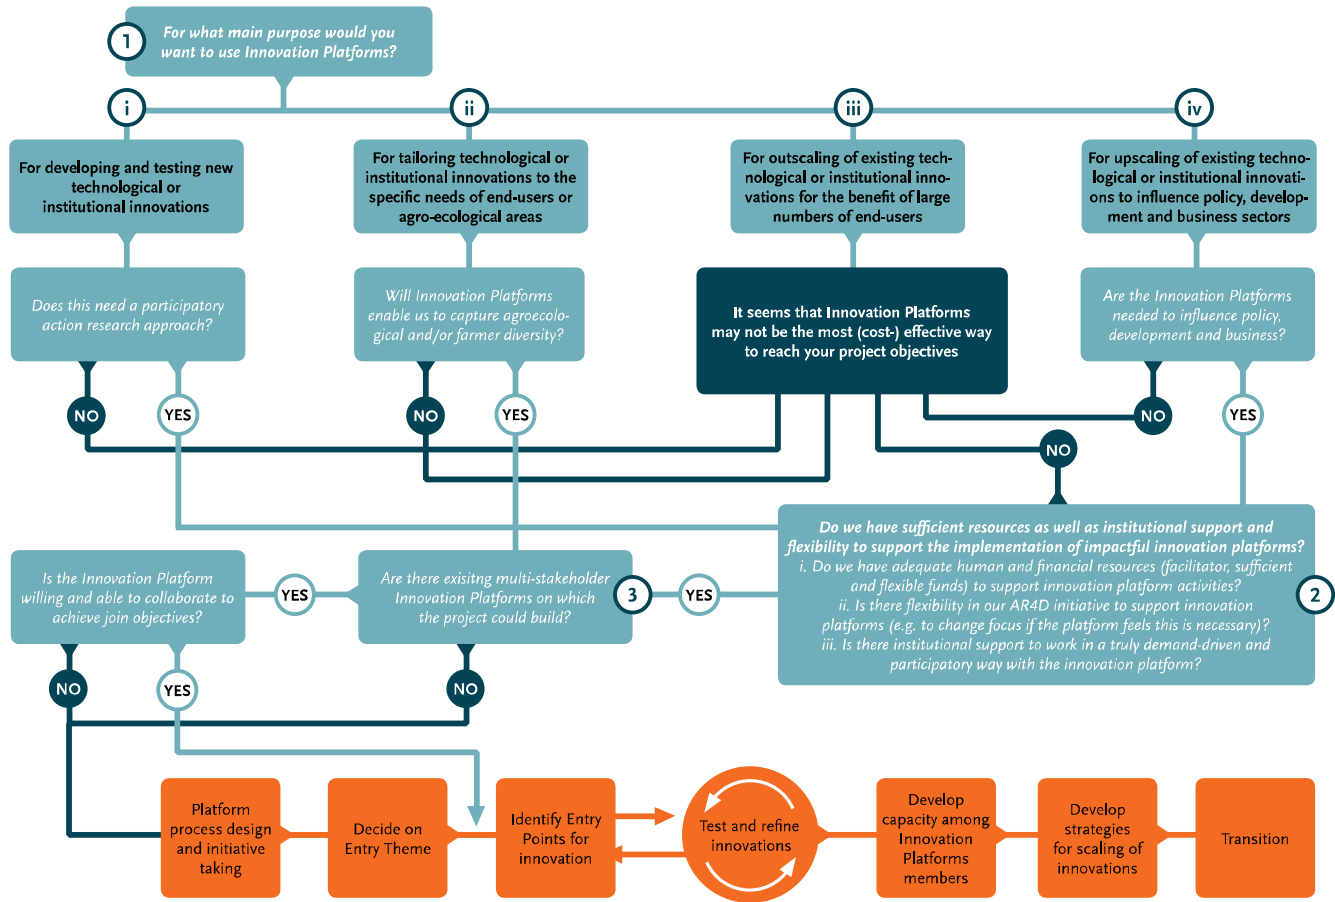 1
For what main purpose would you
want to use Innovation Platforms?
i
ii
iii
iv
For developing and testing new
technological or
institutional innovations
For tailoring technological or
institutional innovations to the
specific needs of end-users or
agro-ecological areas
For outscaling of existing tech-
nological or institutional inno-
vations for the benefit of large
numbers of end-users
For upscaling of existing techno-
logical or institutional innovati-
ons to influence policy, develop-
ment and business sectors
Does this need a participatory
action research approach?
Will Innovation Platforms
enable us to capture agroecolo-
gical and/or farmer diversity?
It seems that Innovation Platforms
may not be the most (cost-) effective way
to reach your project objectives
Are the Innovation Platforms
needed to influence policy,
development and business?
NO
YES
NO
YES
NO
YES
NO
Do we have sufficient resources as well as institutional support and
flexibility to support the implementation of impactful innovation platforms?
i. Do we have adequate human and financial resources (facilitator, sufficient
and flexible funds) to support innovation platform activities?
ii. Is there flexibility in our AR4D initiative to support innovation
platforms (e.g. to change focus if the platform feels this is necessary)?
iii. Is there institutional support to work in a truly demand-driven and
participatory way with the innovation platform?
2
YES
3
Are there exisitng multi-stakeholder
Innovation Platforms on which
the project could build?
YES
Is the Innovation Platform
willing and able to collaborate to
achieve join objectives?
NO
YES
NO
Platform
process design
and initiative
taking
Decide on
Entry Theme
Identify Entry
Points for
innovation
Test and refine
innovations
Develop
capacity among
Innovation
Platforms
members
Develop
strategies
for scaling of
innovations
Transition